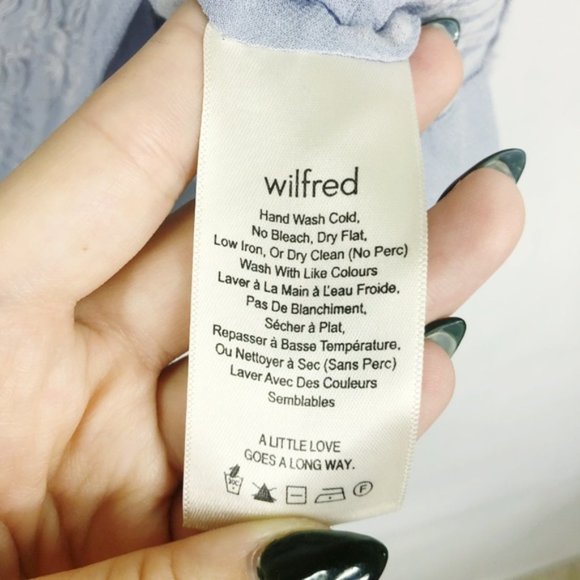 wilfred
Hand Wash Cold,
No Bleach, Dry Flat,
Low Iron, Or Dry Clean (No Perc)
Wash With Like Colours
Laver à La Main à L'eau Froide,
Pas De Blanchiment,
Sécher à Plat,
Repasser à Basse Température,
Ou Nettoyer à Sec (Sans Perc)
Laver Avec Des Couleurs
Semblables
A LITTLE LOVE
GOES A LONG WAY.
30C F